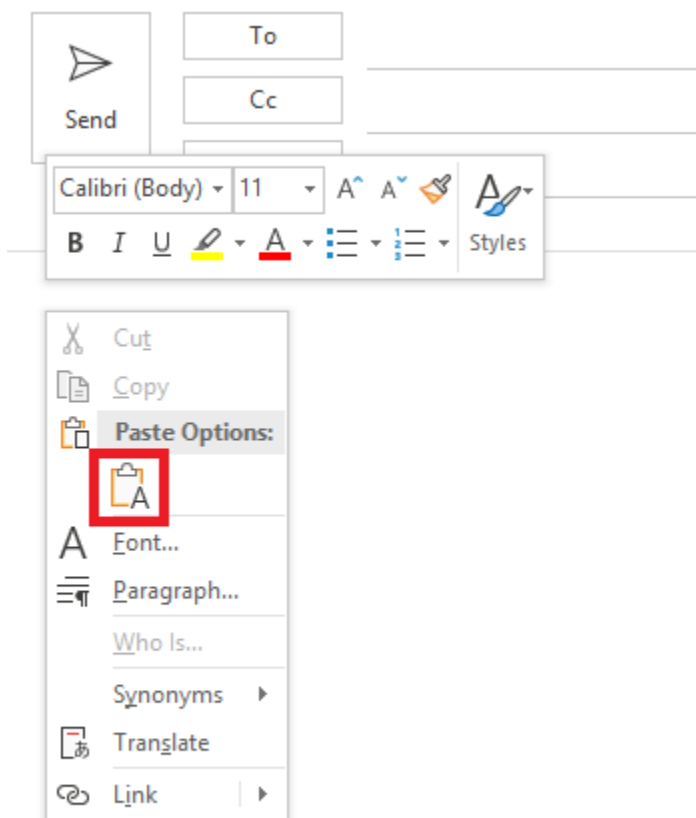 To
Send
Cc
Calibri (Body) 11 A A A
B I U A Styles
Cut
Copy
Paste Options:
A
Font...
Paragraph...
Who Is...
Synonyms
Translate
Link